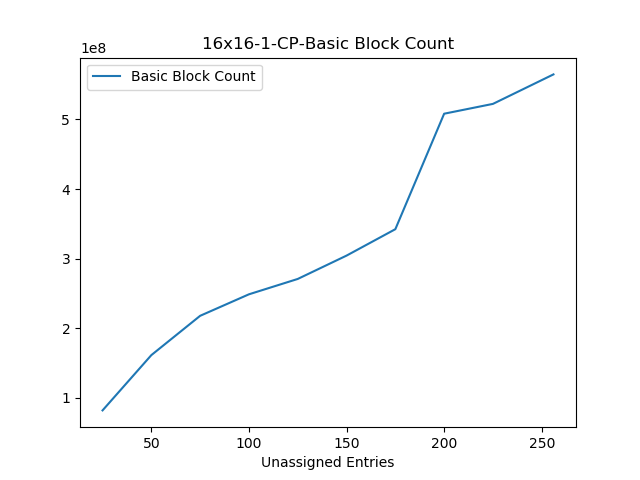 16x16-1-CP-Basic Block Count
1e8
Basic Block Count
5
4
3
2
1
50 100 150 200 250
Unassigned Entries